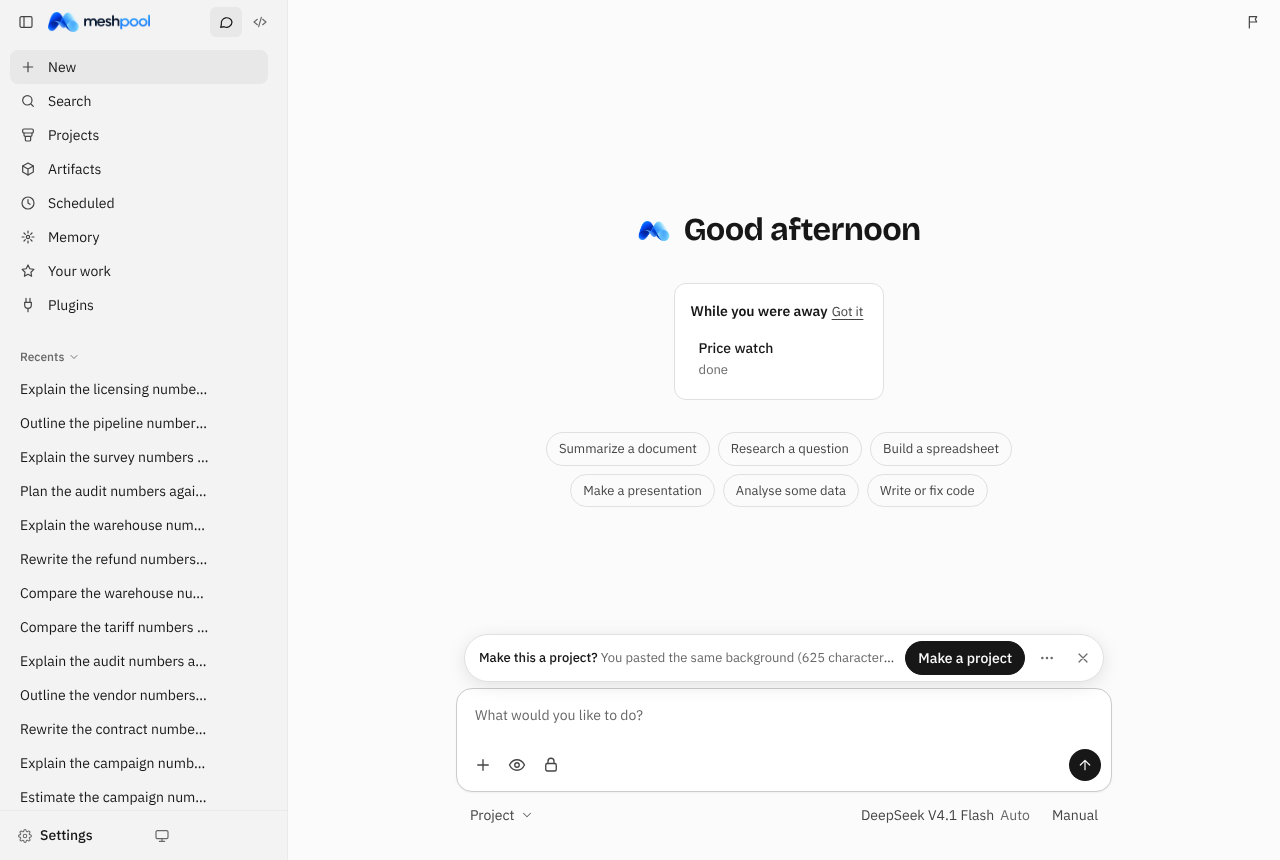 meshpool
New
Search
Projects
Artifacts
Scheduled
Memory
Your work
Plugins
Recents
Explain the licensing numbe...
Outline the pipeline number...
Explain the survey numbers ...
Plan the audit numbers agai...
Explain the warehouse num...
Rewrite the refund numbers...
Compare the warehouse nu...
Compare the tariff numbers ...
Explain the audit numbers a...
Outline the vendor numbers...
Rewrite the contract numbe...
Explain the campaign numb...
Estimate the campaign num...
Settings
Good afternoon
While you were away Got it
Price watch
done
Summarize a document
Research a question
Build a spreadsheet
Make a presentation
Analyse some data
Write or fix code
Make this a project? You pasted the same background (625 character...
Make a project
What would you like to do?
Project
DeepSeek V4.1 Flash Auto
Manual